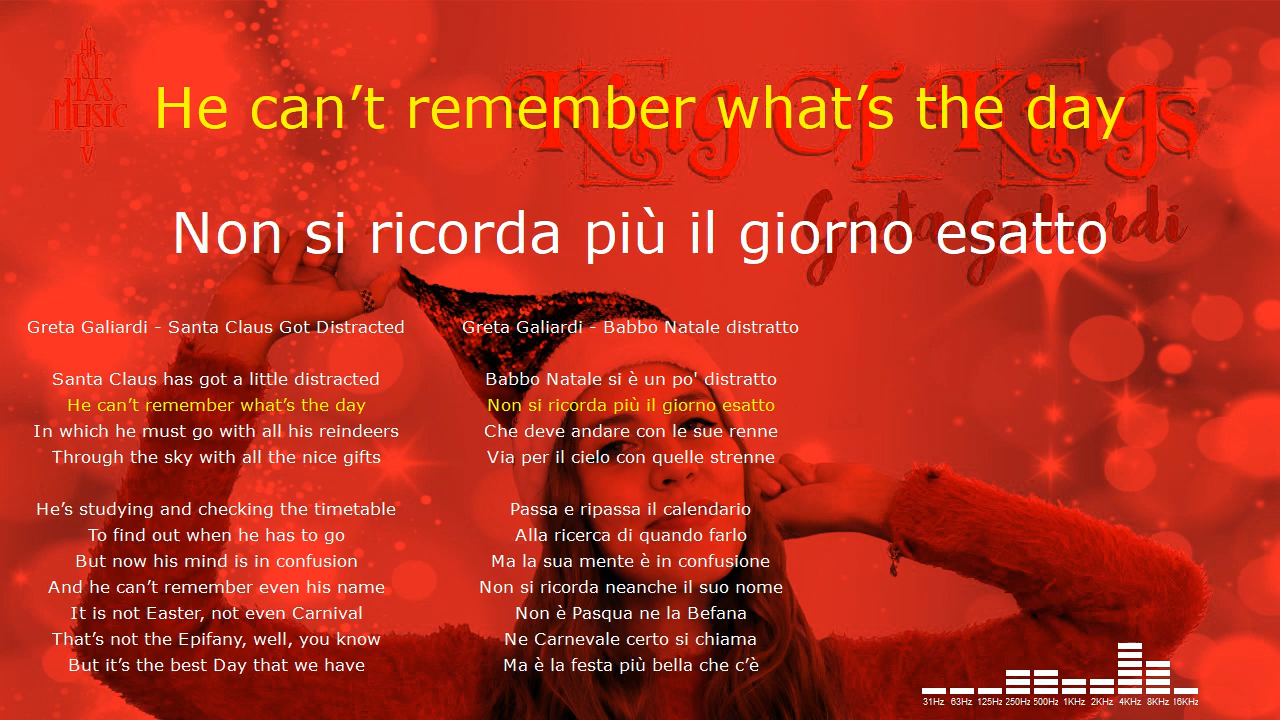 CHRISTMAS MUSIC TV
King Of Kings
Greta Galiardi
He can’t remember what’s the day
Non si ricorda più il giorno esatto
Greta Galiardi - Santa Claus Got Distracted
Santa Claus has got a little distracted
He can’t remember what’s the day
In which he must go with all his reindeers
Through the sky with all the nice gifts
He’s studying and checking the timetable
To find out when he has to go
But now his mind is in confusion
And he can’t remember even his name
It is not Easter, not even Carnival
That’s not the Epifany, well, you know
But it’s the best Day that we have
Greta Galiardi - Babbo Natale distratto
Babbo Natale si è un po' distratto
Non si ricorda più il giorno esatto
Che deve andare con le sue renne
Via per il cielo con quelle strenne
Passa e ripassa il calendario
Alla ricerca di quando farlo
Ma la sua mente è in confusione
Non si ricorda neanche il suo nome
Non è Pasqua ne la Befana
Ne Carnevale certo si chiama
Ma è la festa più bella che c’è
31Hz 63Hz 125Hz 250Hz 500Hz 1KHz 2KHz 4KHz 8KHz 16KHz